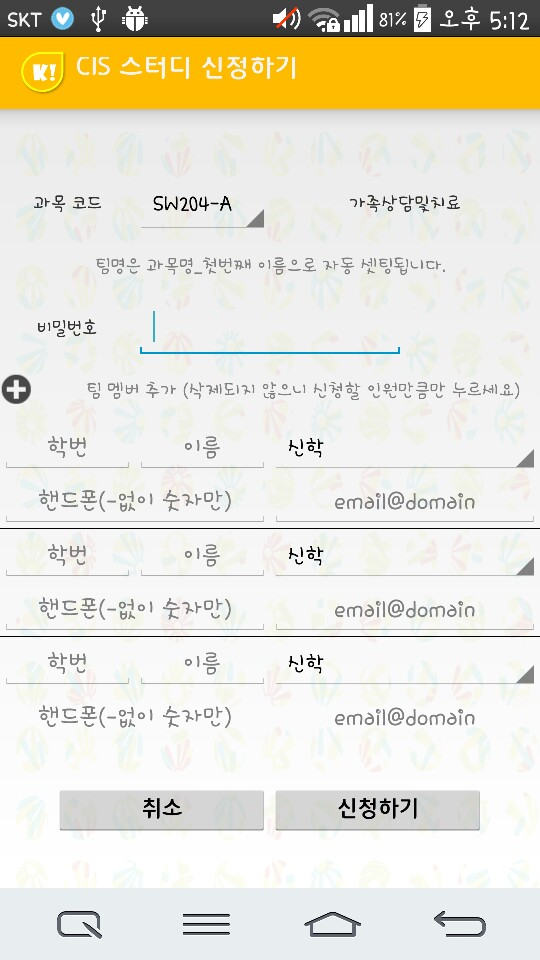 SKT 81% 오후 5:12
K! CIS 스터디 신청하기
과목 코드 SW204-A 가족상담및치료
팀명은 과목명_첫번째 이름으로 자동 셋팅됩니다.
비밀번호
팀 멤버 추가 (삭제되지 않으니 신청할 인원만큼만 누르세요)
학번 이름 신학
핸드폰(-없이 숫자만) email@domain
학번 이름 신학
핸드폰(-없이 숫자만) email@domain
학번 이름 신학
핸드폰(-없이 숫자만) email@domain
취소 신청하기